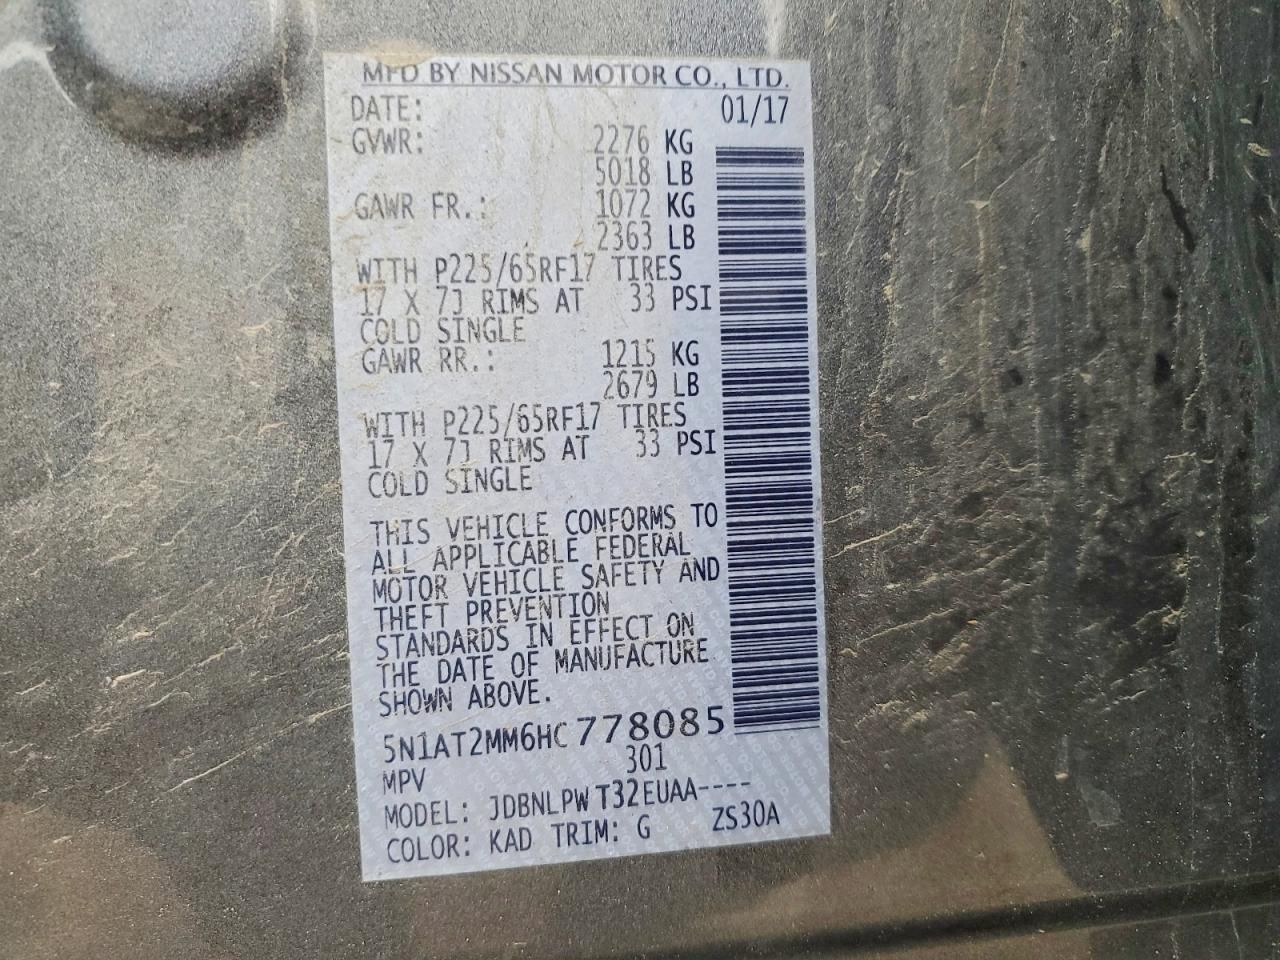 MFD BY NISSAN MOTOR CO., LTD.
DATE: 01/17
GVWR: 2276 KG
5018 LB
GAWR FR.: 1072 KG
2363 LB
WITH P225/65RF17 TIRES
17 X 7J RIMS AT 33 PSI
COLD SINGLE
GAWR RR.: 1215 KG
2679 LB
WITH P225/65RF17 TIRES
17 X 7J RIMS AT 33 PSI
COLD SINGLE
THIS VEHICLE CONFORMS TO
ALL APPLICABLE FEDERAL
MOTOR VEHICLE SAFETY AND
THEFT PREVENTION
STANDARDS IN EFFECT ON
THE DATE OF MANUFACTURE
SHOWN ABOVE.
5N1AT2MM6HC778085
MPV 301
MODEL: JDBNLPWT32EUAA----
COLOR: KAD TRIM: G ZS30A